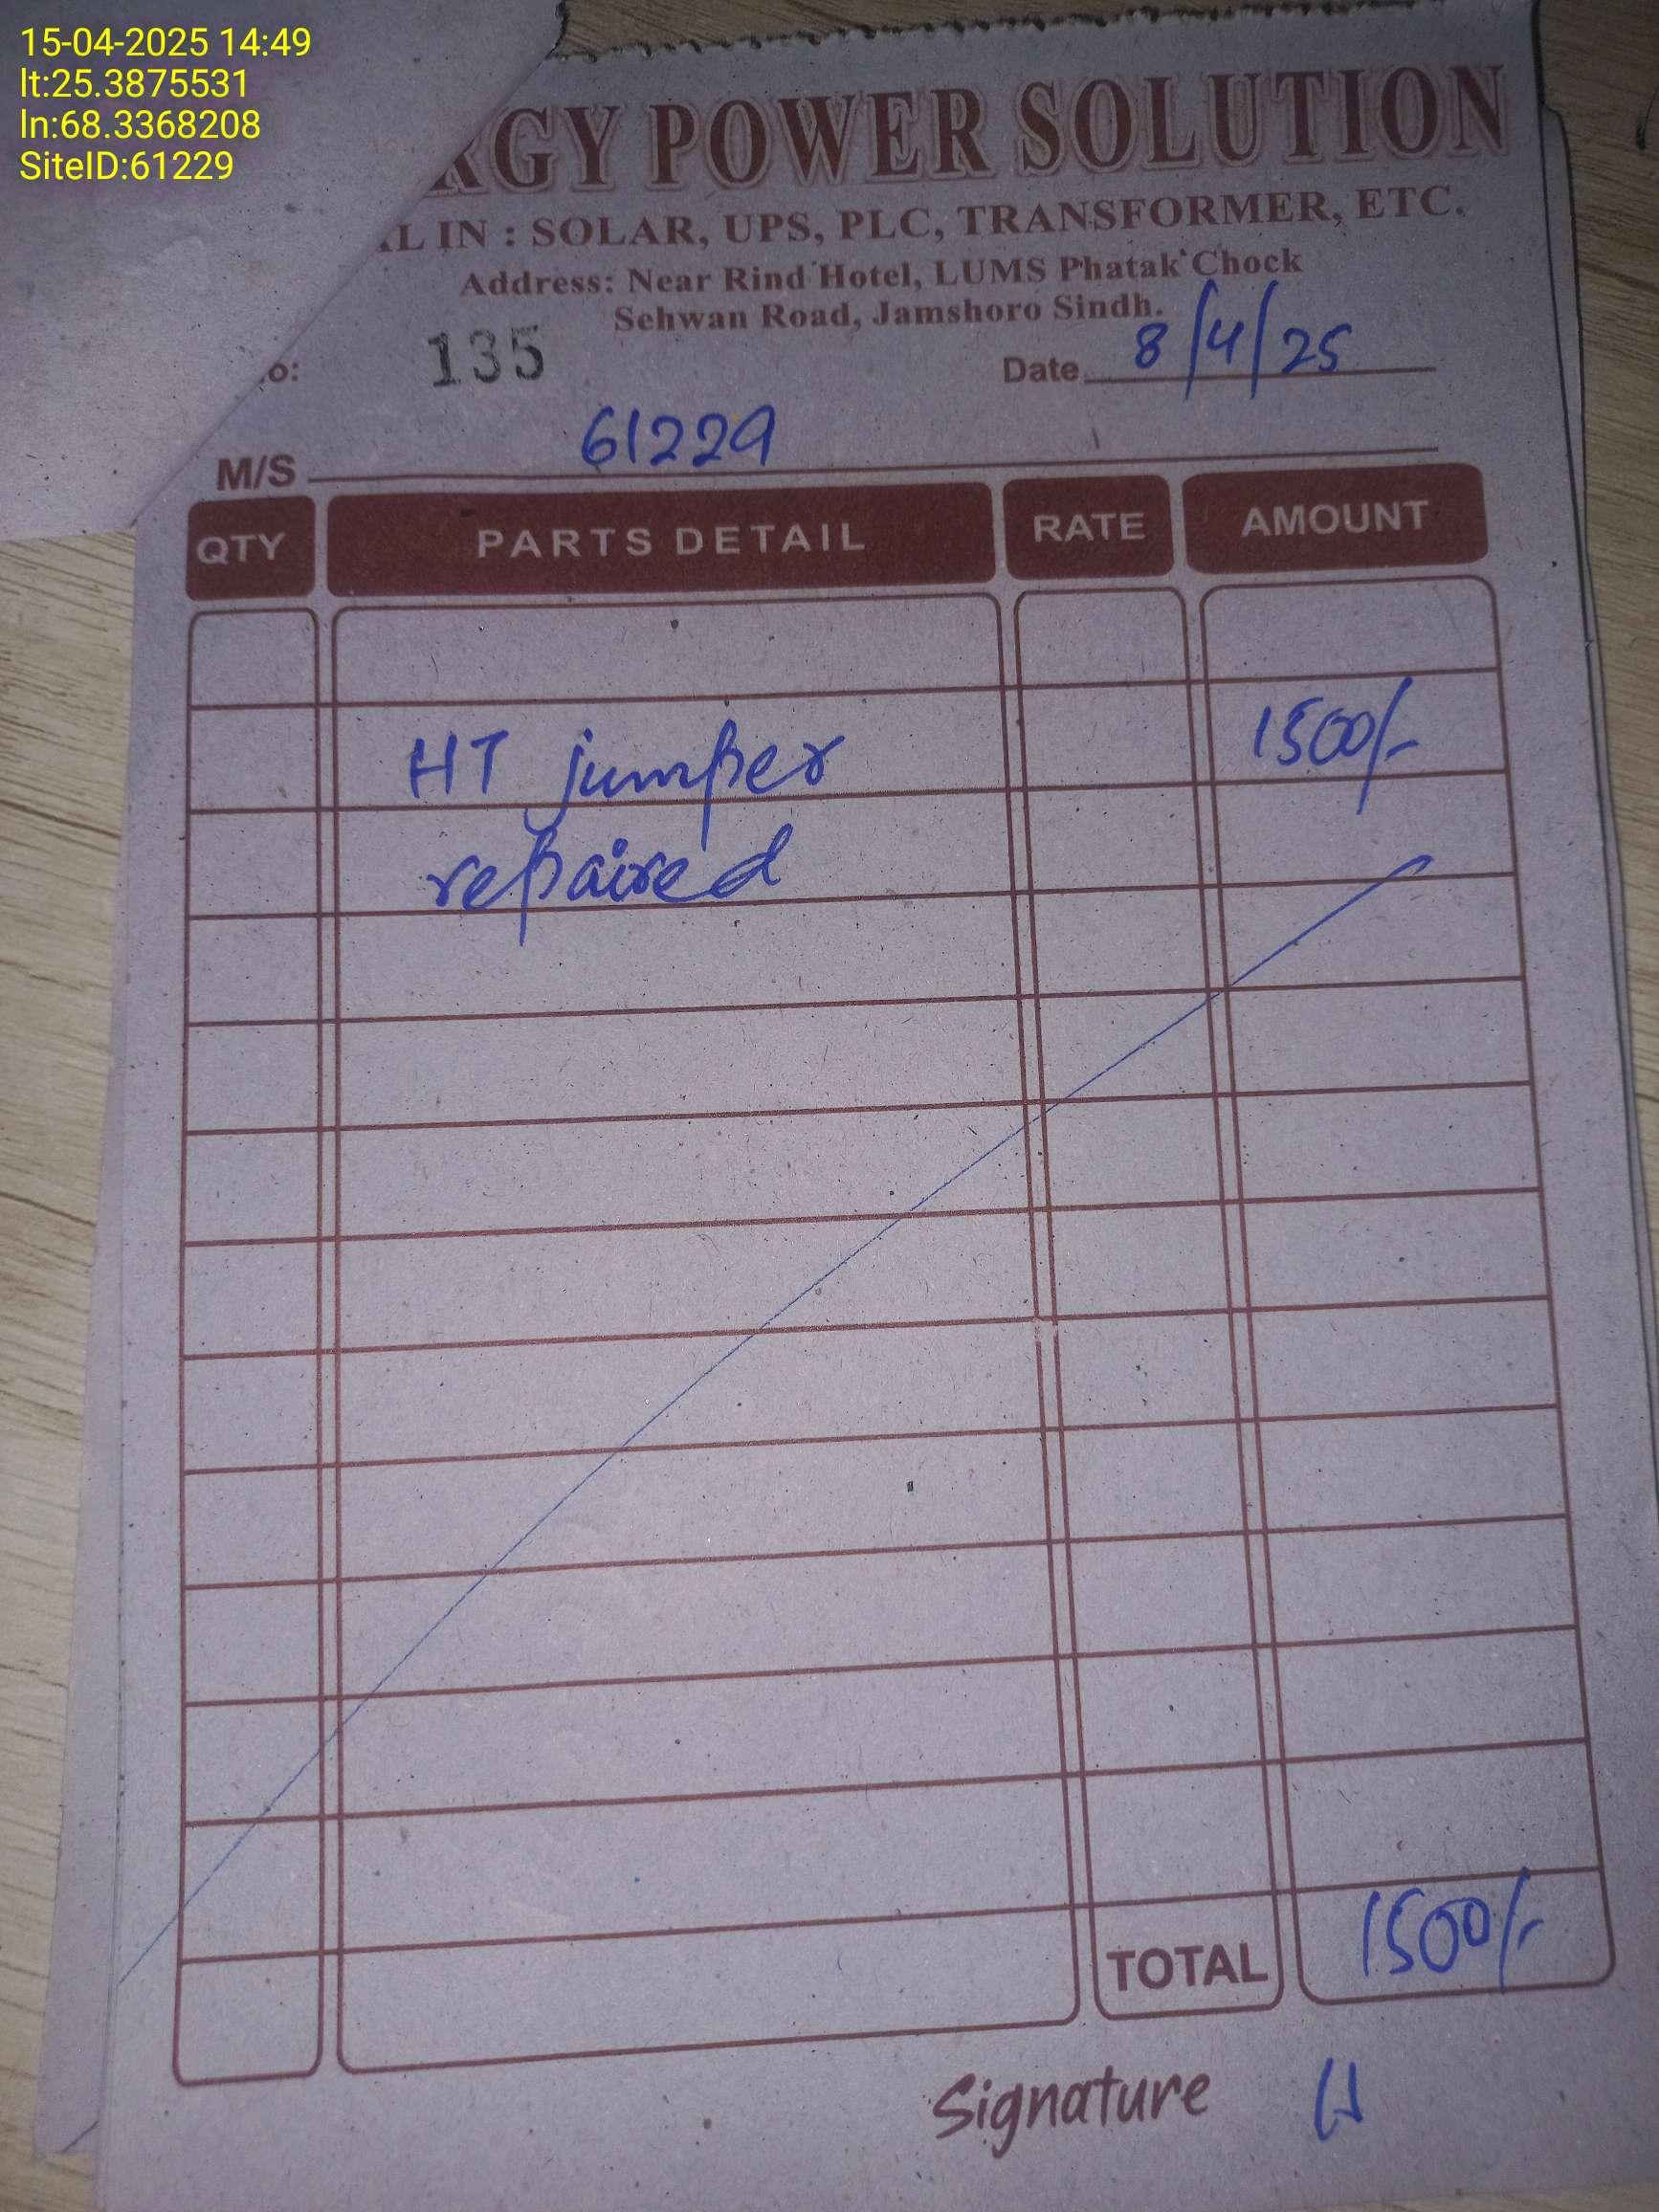 15-04-2025 14:49
lt:25.3875531
ln:68.3368208
SiteID:61229
RGY POWER SOLUTION
L IN : SOLAR, UPS, PLC, TRANSFORMER, ETC.
Address: Near Rind Hotel, LUMS Phatak Chock
Sehwan Road, Jamshoro Sindh.
o: 135 Date 8/4/25
M/S 61229
QTY PARTS DETAIL RATE AMOUNT
HT jumper 1500/-
repaired
TOTAL 1500/-
Signature